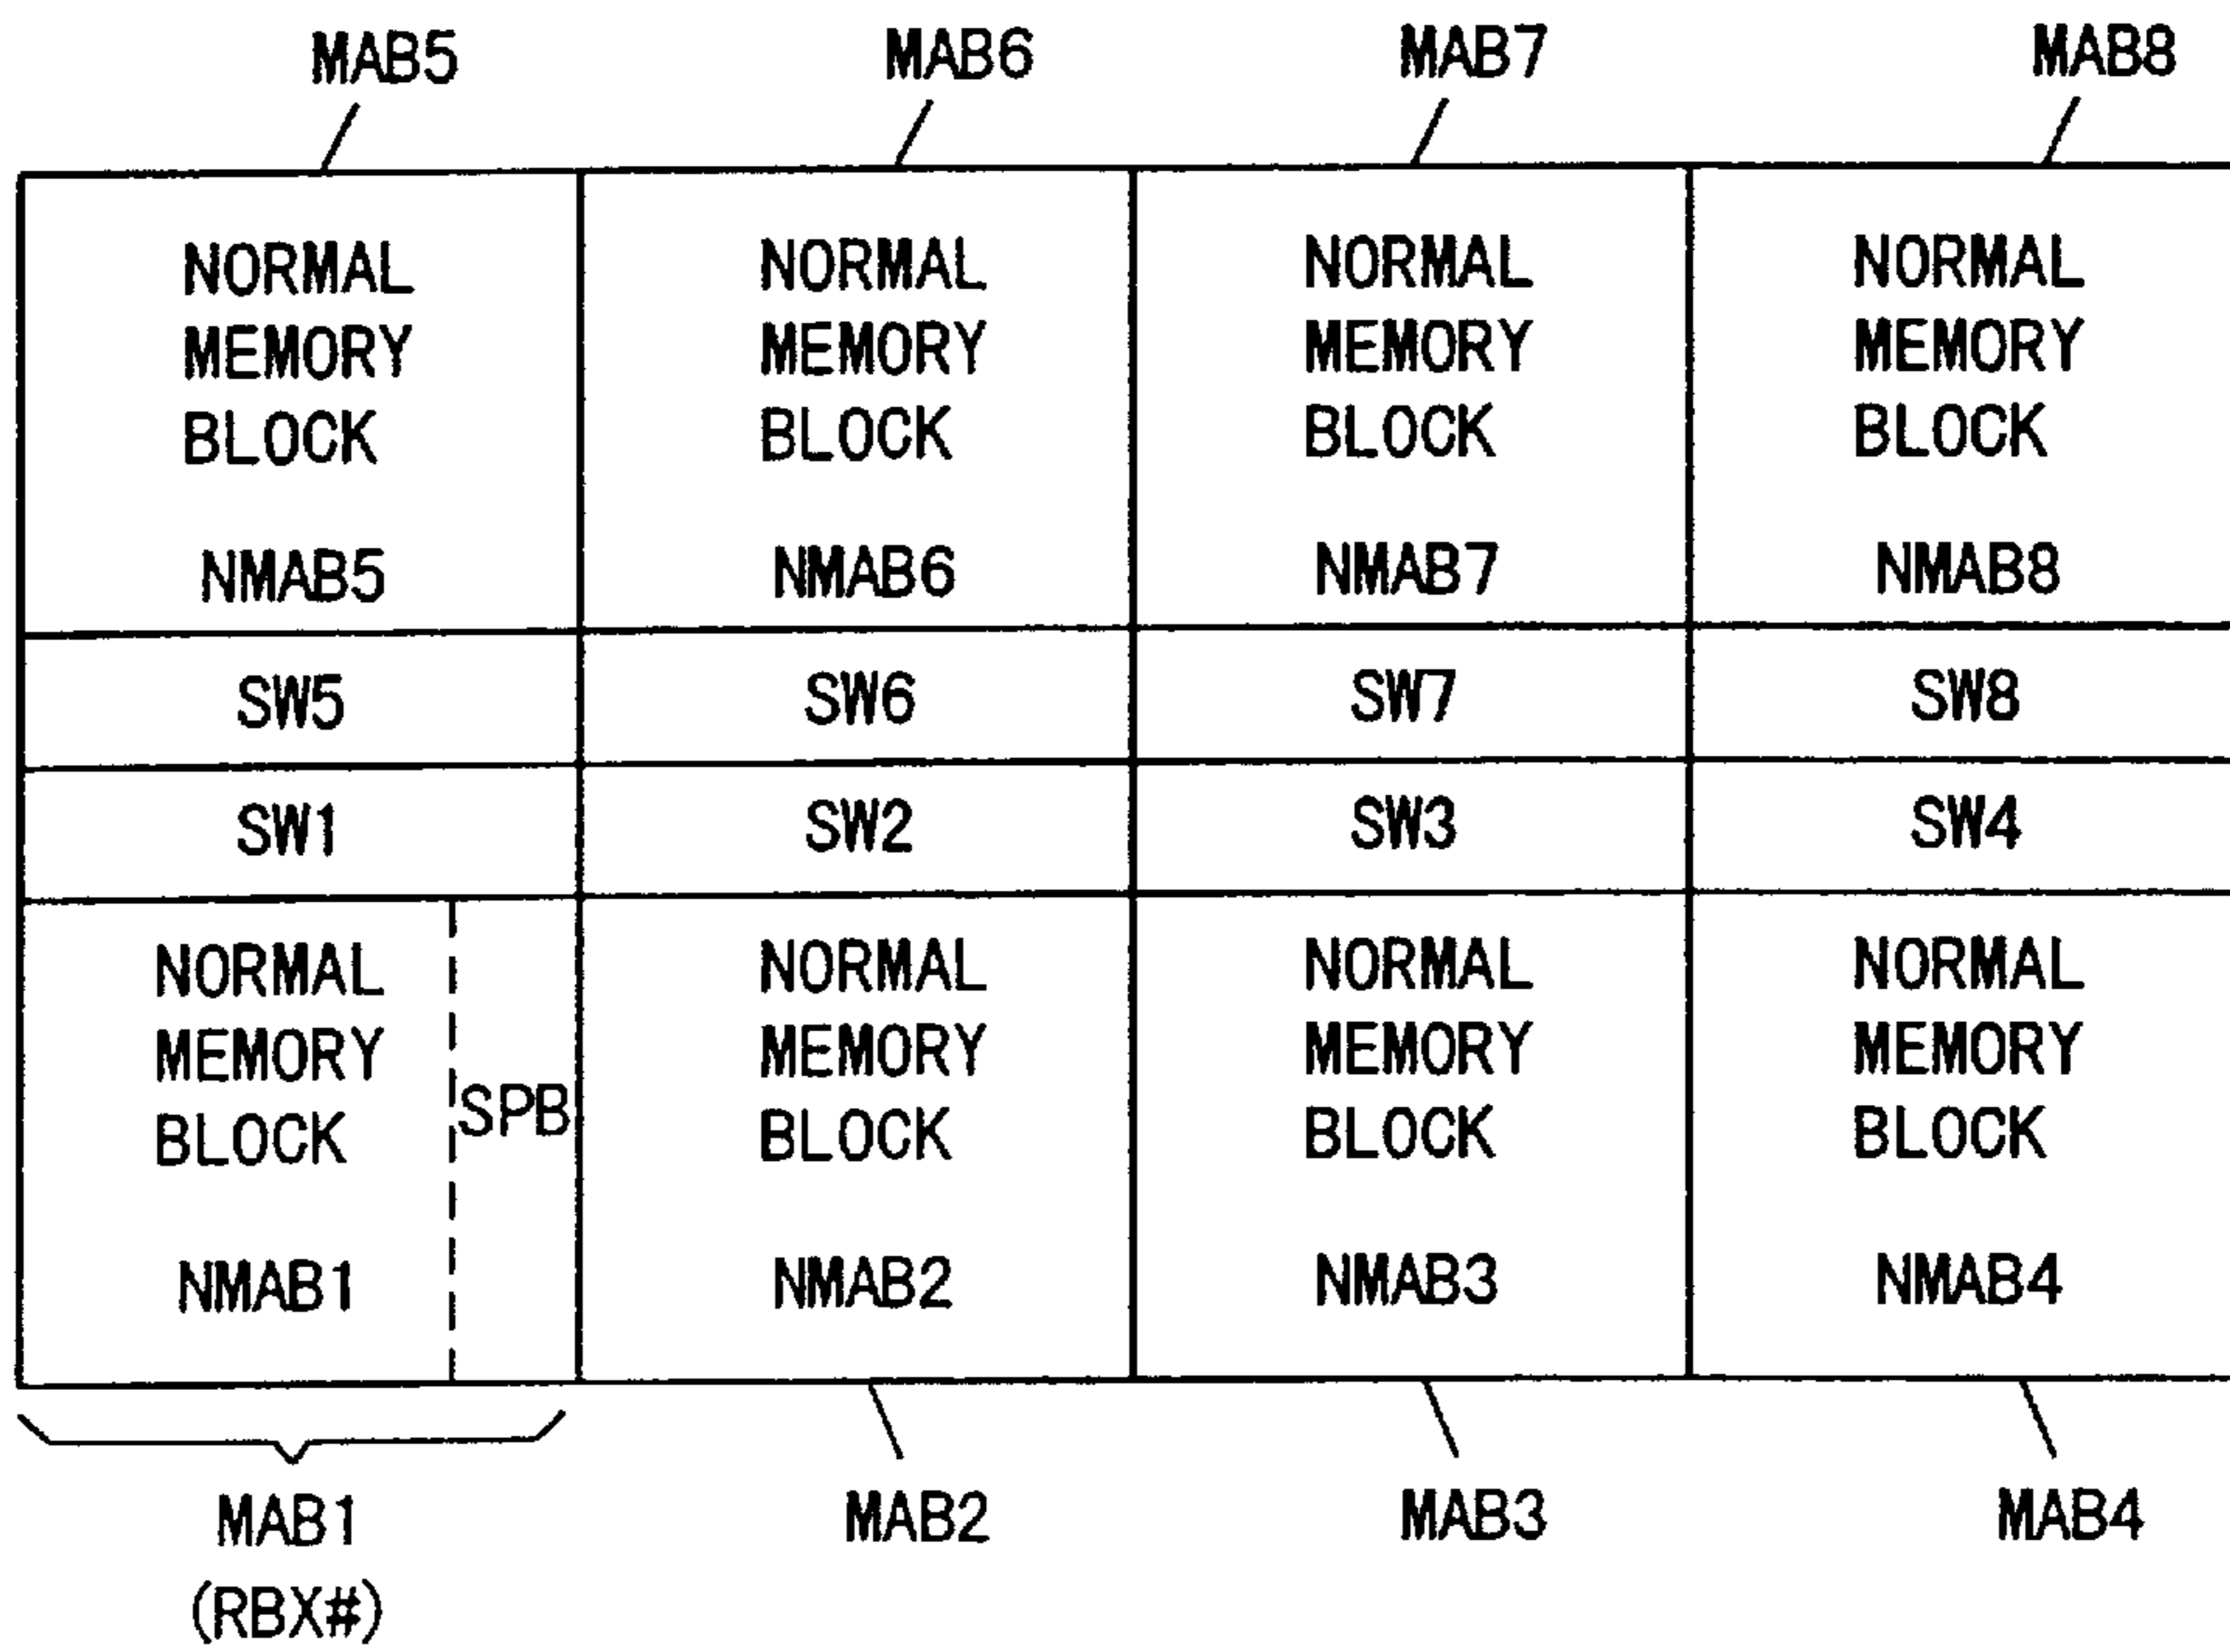 MAB5 MAB6 MAB7 MAB8
NORMAL MEMORY BLOCK NMAB5
NORMAL MEMORY BLOCK NMAB6
NORMAL MEMORY BLOCK NMAB7
NORMAL MEMORY BLOCK NMAB8
SW5 SW6 SW7 SW8
SW1 SW2 SW3 SW4
NORMAL MEMORY BLOCK NMAB1
SPB
NORMAL MEMORY BLOCK NMAB2
NORMAL MEMORY BLOCK NMAB3
NORMAL MEMORY BLOCK NMAB4
MAB1 (RBX#)
MAB2 MAB3 MAB4